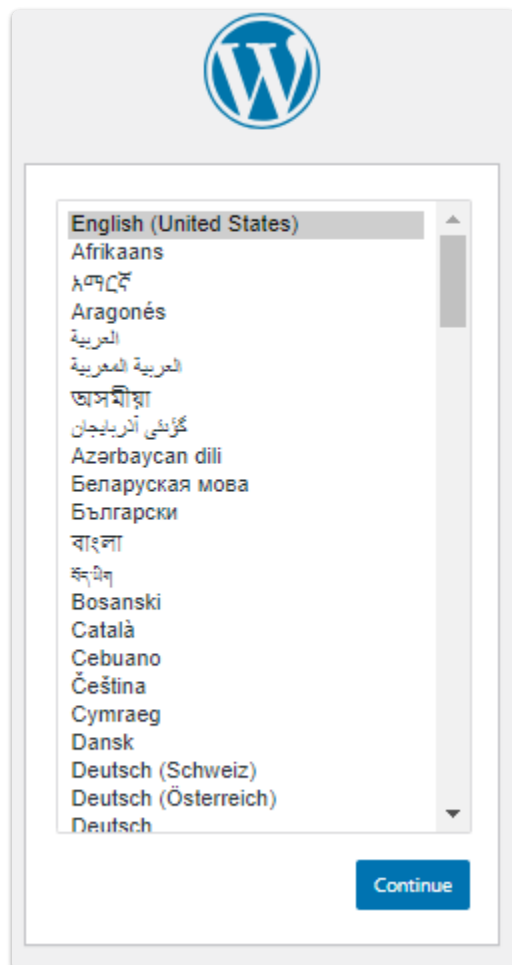 English (United States)
Afrikaans
አማርኛ
Aragonés
العربية
العربية المغربية
অসমীয়া
گؤنئی آذربایجان
Azərbaycan dili
Беларуская мова
Български
বাংলা
བོད་ཡིག
Bosanski
Català
Cebuano
Čeština
Cymraeg
Dansk
Deutsch (Schweiz)
Deutsch (Österreich)
Deutsch
Continue